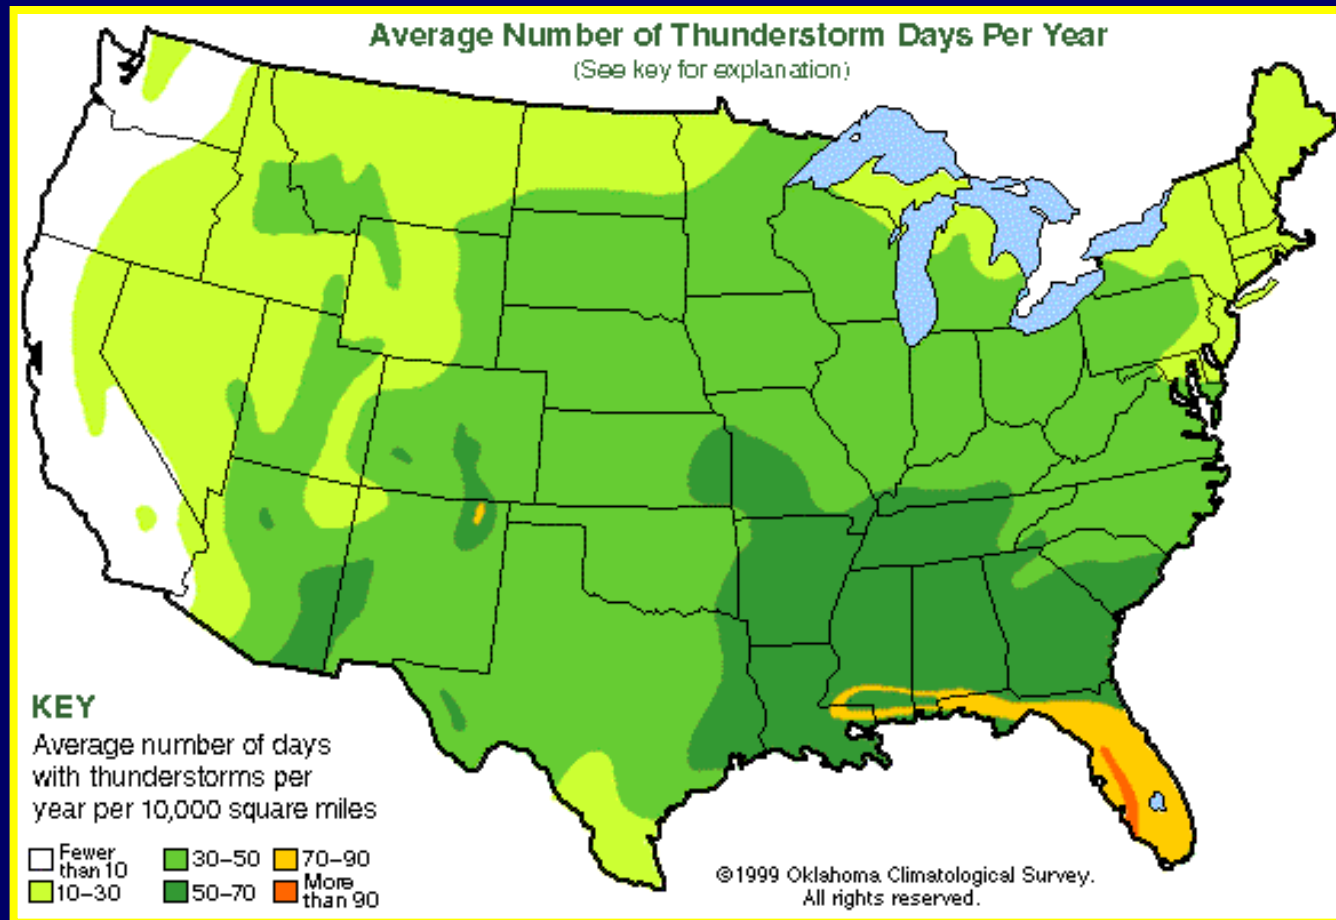 Average Number of Thunderstorm Days Per Year
(See key for explanation)
KEY
Average number of days
with thunderstorms per
year per 10,000 square miles
Fewer than 10
30–50
70–90
10–30
50–70
More than 90
©1999 Oklahoma Climatological Survey.
All rights reserved.